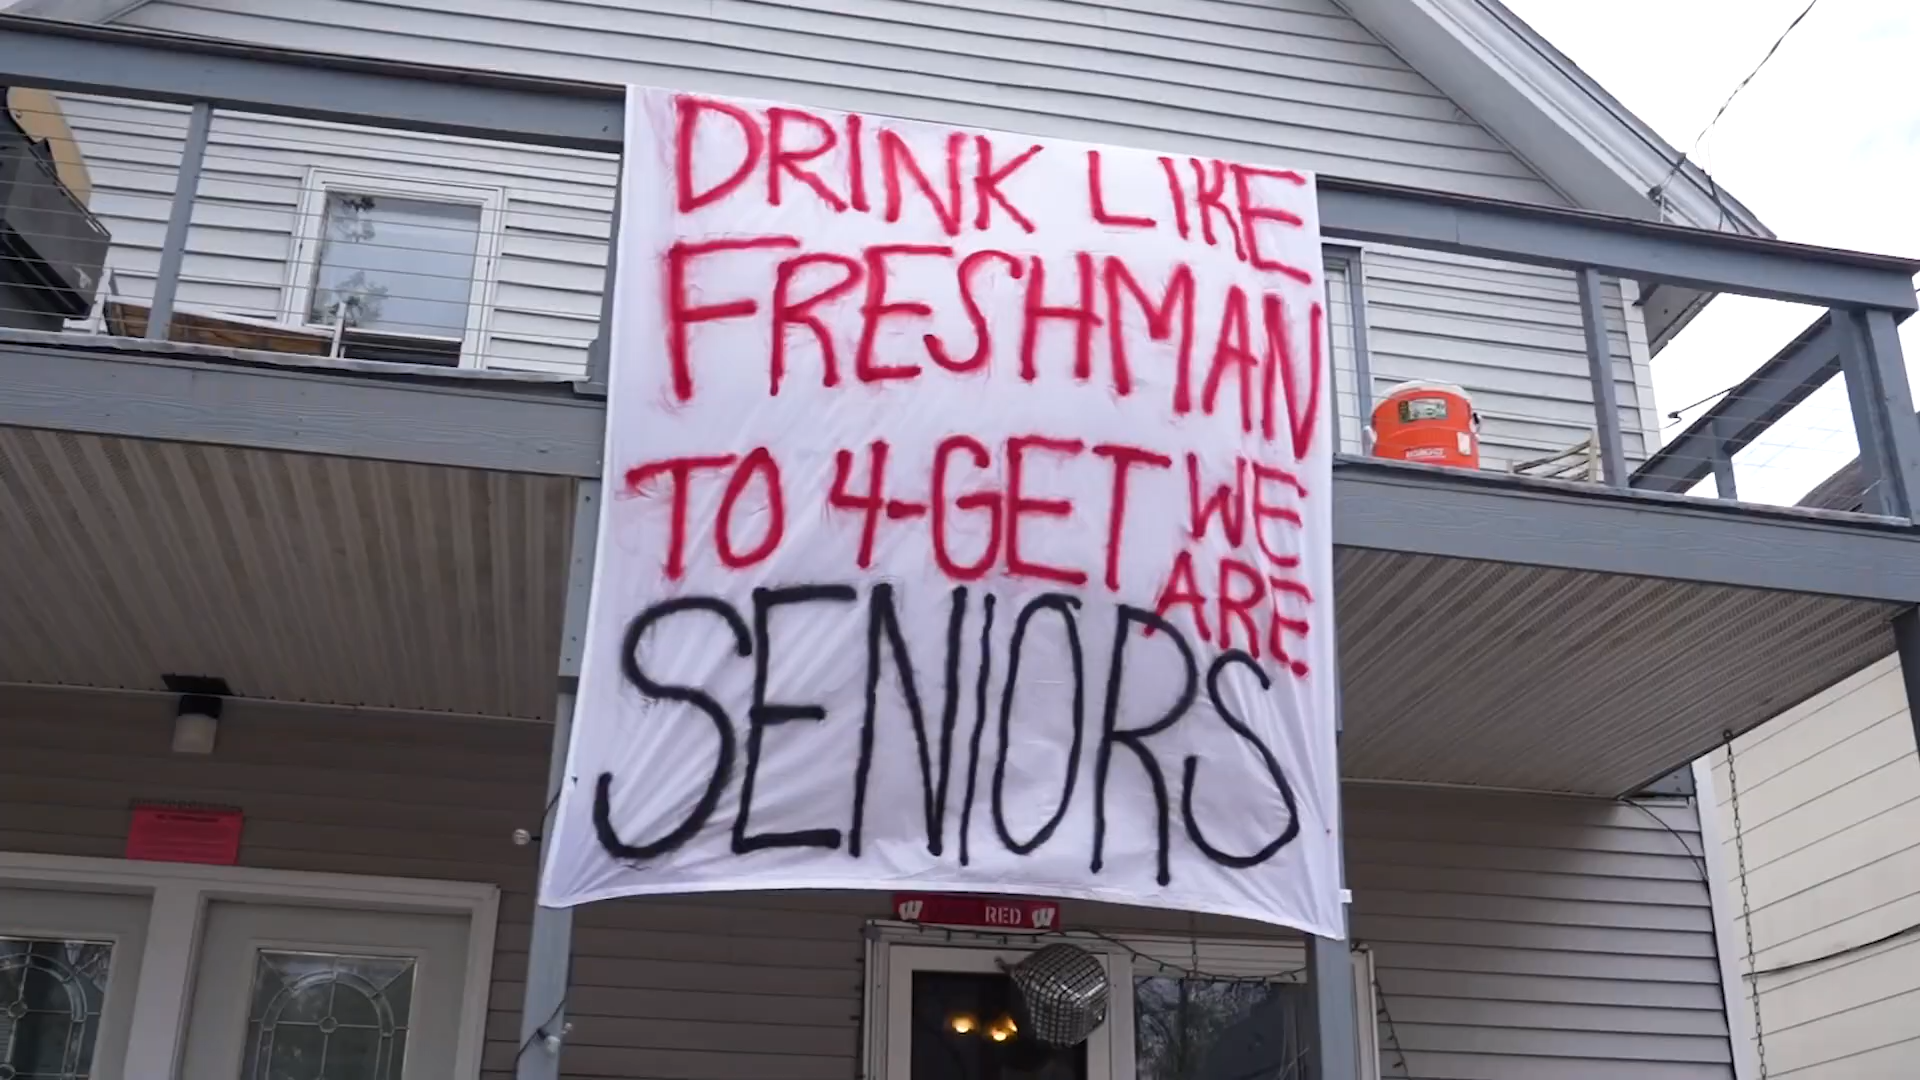 DRINK LIKE
FRESHMAN
TO 4-GET WE
ARE
SENIORS
W RED W